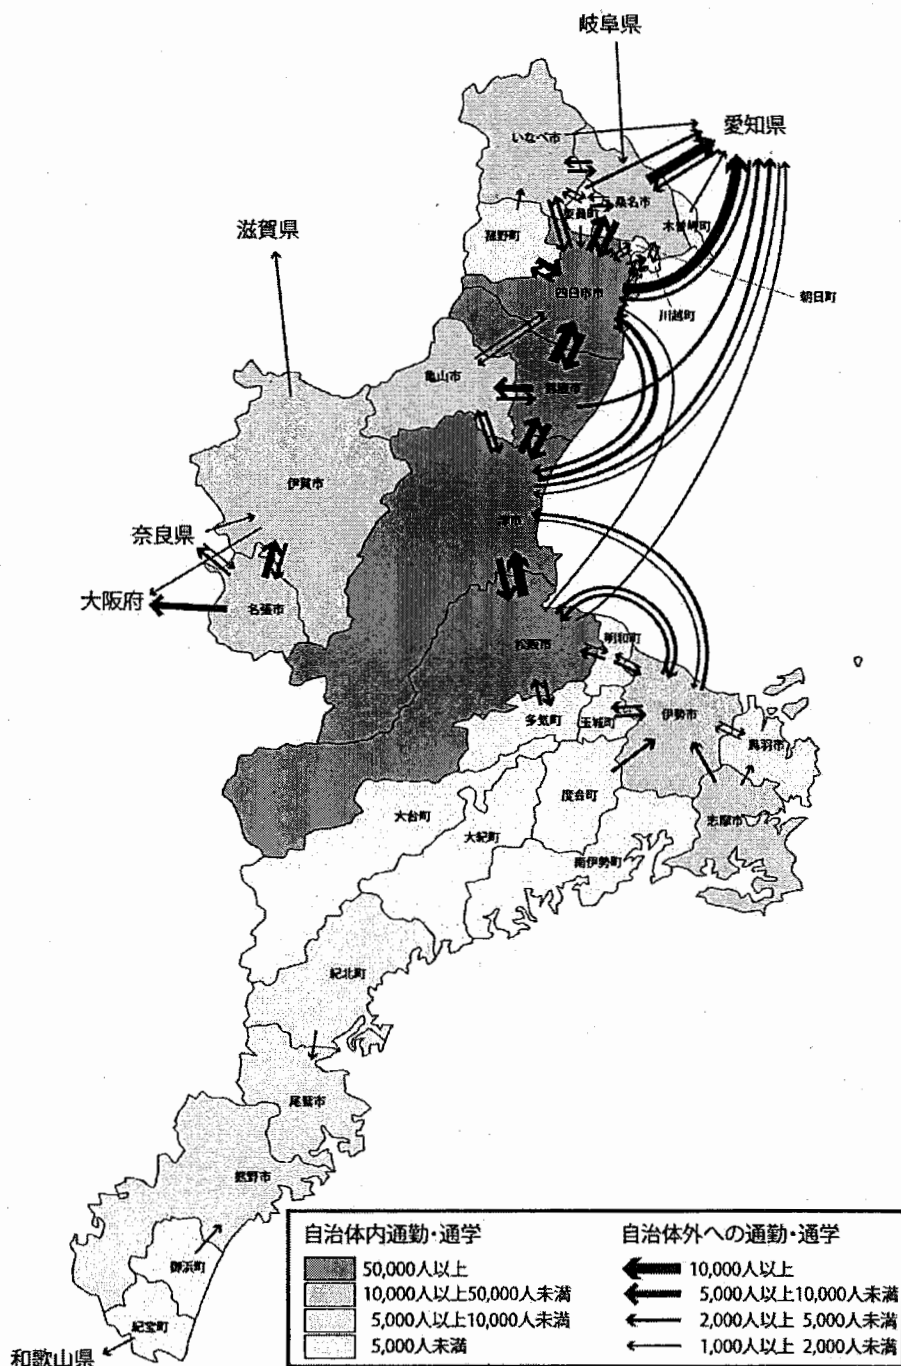 岐阜県
愛知県
いなべ市
桑名市
東員町
木曽岬町
滋賀県
菰野町
四日市市
朝日町
川越町
亀山市
鈴鹿市
伊賀市
奈良県
津市
大阪府
名張市
松阪市
明和町
多気町
玉城町
伊勢市
鳥羽市
度会町
大台町
大紀町
志摩市
南伊勢町
紀北町
尾鷲市
熊野市
御浜町
紀宝町
和歌山県
自治体内通勤・通学
50,000人以上
10,000人以上50,000人未満
5,000人以上10,000人未満
5,000人未満
自治体外への通勤・通学
10,000人以上
5,000人以上10,000人未満
2,000人以上 5,000人未満
1,000人以上 2,000人未満